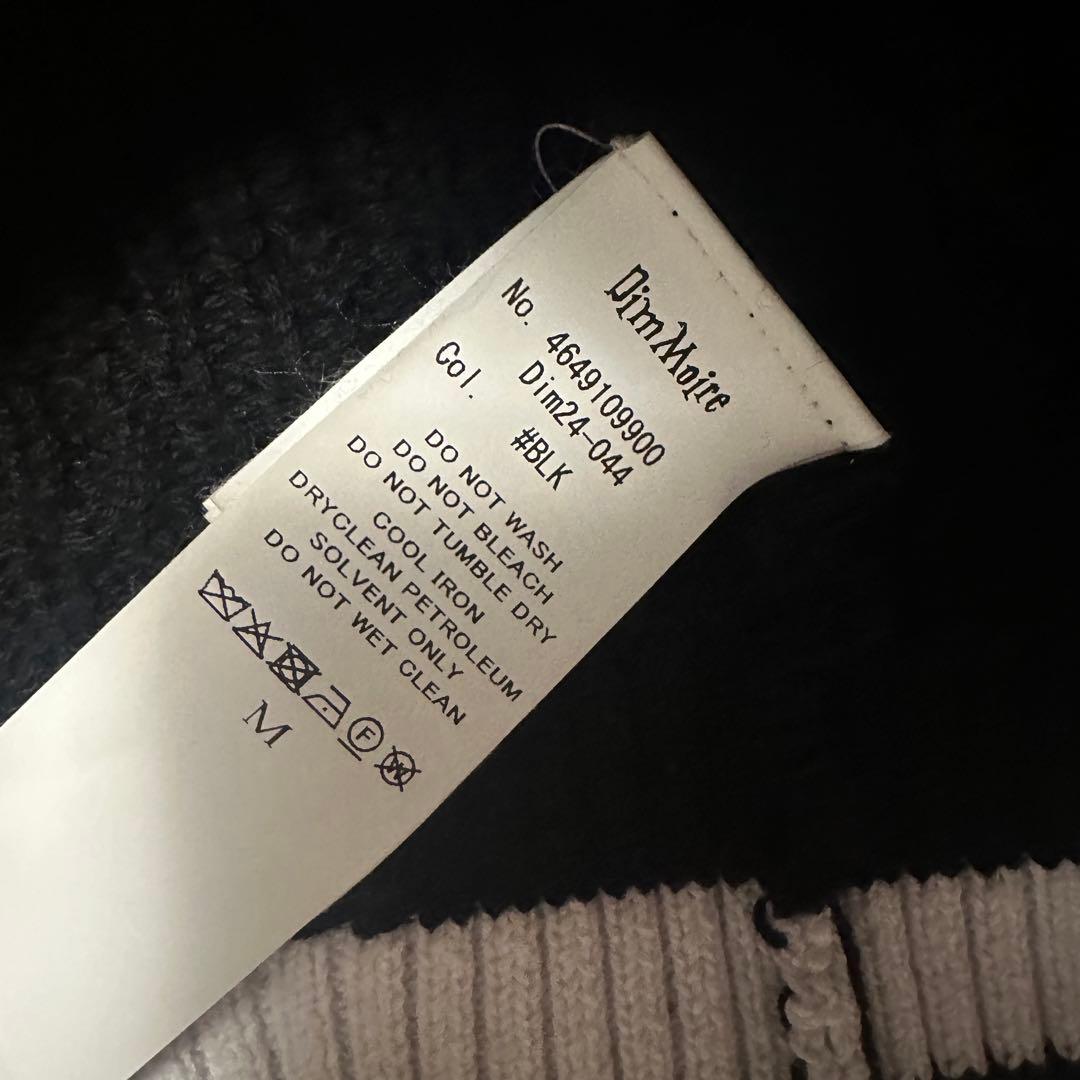 Dim Moire
No. 4649109900
Dim24-044
Col. #BLK
DO NOT WASH
DO NOT BLEACH
DO NOT TUMBLE DRY
COOL IRON
DRYCLEAN PETROLEUM
SOLVENT ONLY
DO NOT WET CLEAN
F W
M